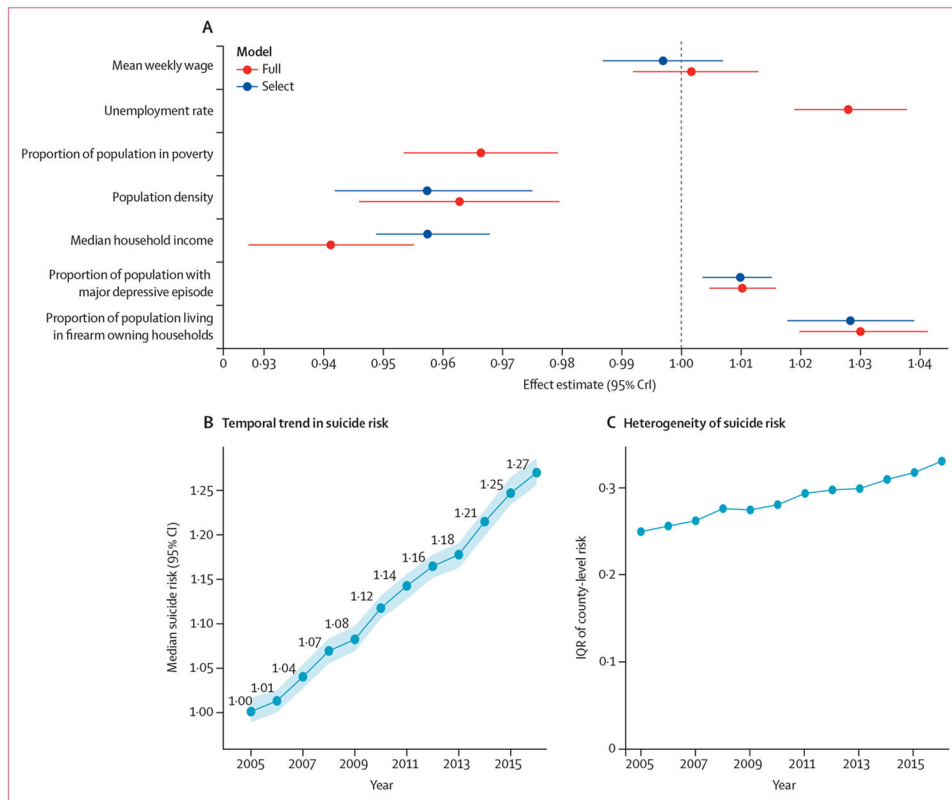 A
Model
Full
Select
Mean weekly wage
Unemployment rate
Proportion of population in poverty
Population density
Median household income
Proportion of population with
major depressive episode
Proportion of population living
in firearm owning households
0 0·93 0·94 0·95 0·96 0·97 0·98 0·99 1·00 1·01 1·02 1·03 1·04
Effect estimate (95% CrI)
B Temporal trend in suicide risk
Median suicide risk (95% CI)
1·25
1·20
1·15
1·10
1·05
1·00
1·00
1·01
1·04
1·07
1·08
1·12
1·14
1·16
1·18
1·21
1·25
1·27
2005 2007 2009 2011 2013 2015
Year
C Heterogeneity of suicide risk
IQR of county-level risk
0·3
0·2
0·1
0
2005 2007 2009 2011 2013 2015
Year